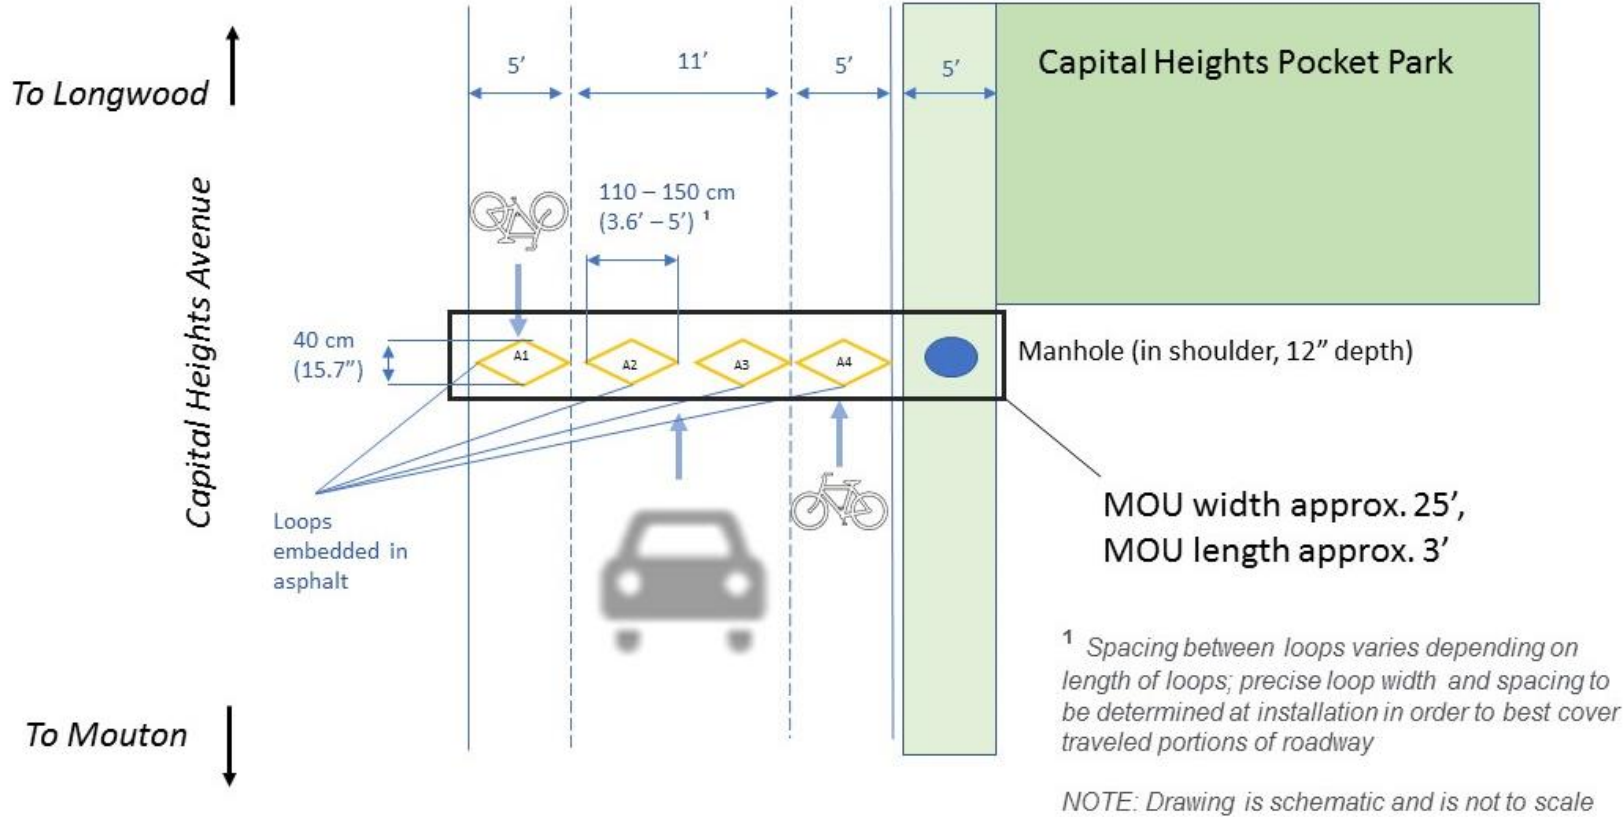 5’
11’
5’
5’
Capital Heights Pocket Park
To Longwood
Capital Heights Avenue
110 – 150 cm
(3.6’ – 5’) ¹
40 cm
(15.7”)
A1
A2
A3
A4
Manhole (in shoulder, 12” depth)
Loops
embedded in
asphalt
MOU width approx. 25’,
MOU length approx. 3’
¹ Spacing between loops varies depending on
length of loops; precise loop width and spacing to
be determined at installation in order to best cover
traveled portions of roadway
To Mouton
NOTE: Drawing is schematic and is not to scale